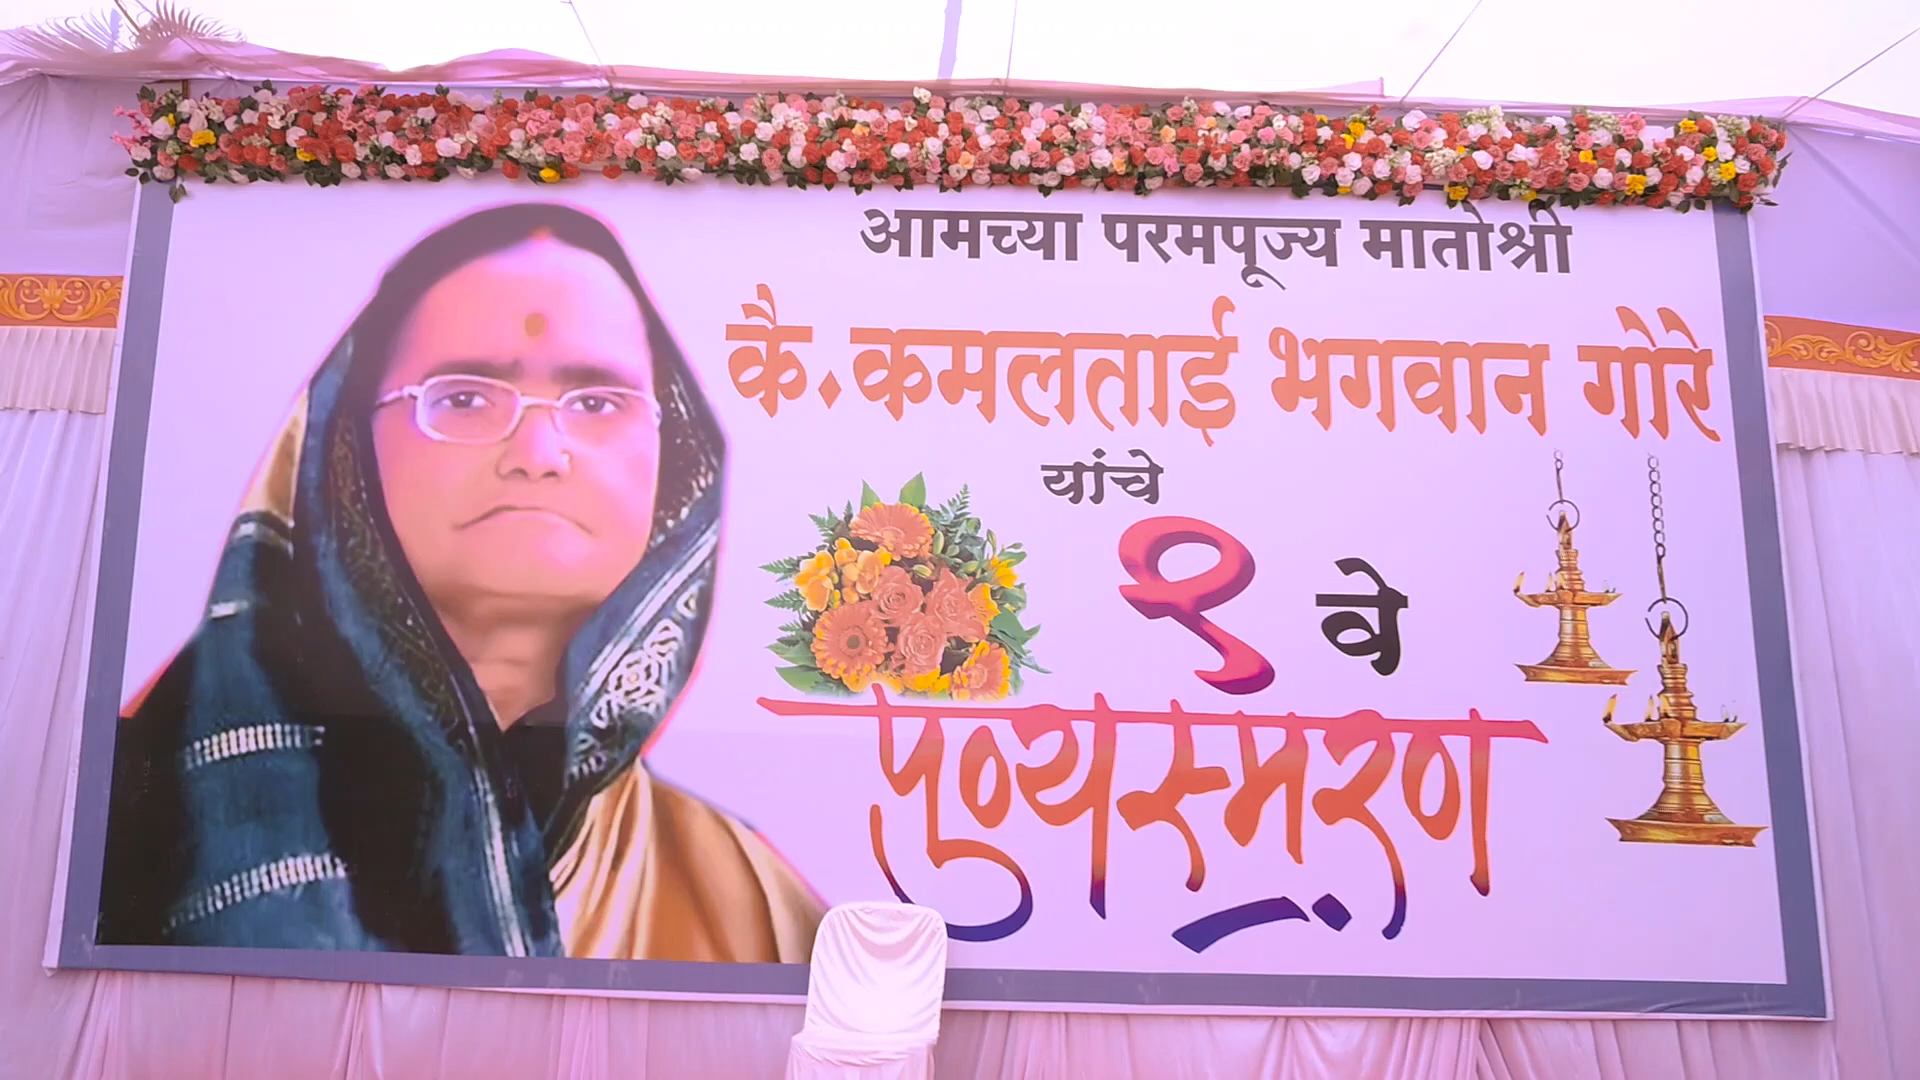 आमच्या परमपूज्य मातोश्री
कै.कमलताई भगवान गोरे
यांचे
१ वे
पुण्यस्मरण